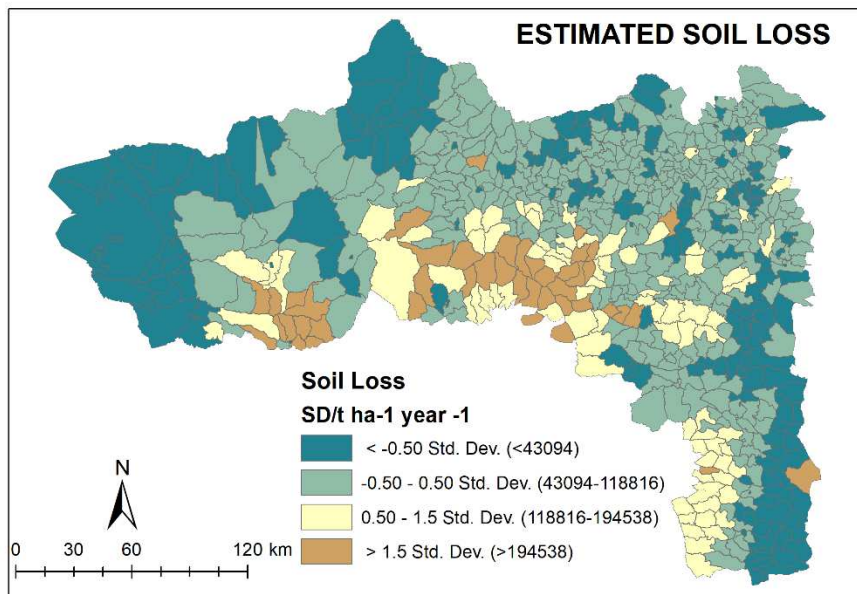 ESTIMATED SOIL LOSS
Soil Loss
SD/t ha-1 year -1
< -0.50 Std. Dev. (<43094)
-0.50 - 0.50 Std. Dev. (43094-118816)
0.50 - 1.5 Std. Dev. (118816-194538)
> 1.5 Std. Dev. (>194538)
N
0 30 60 120 km